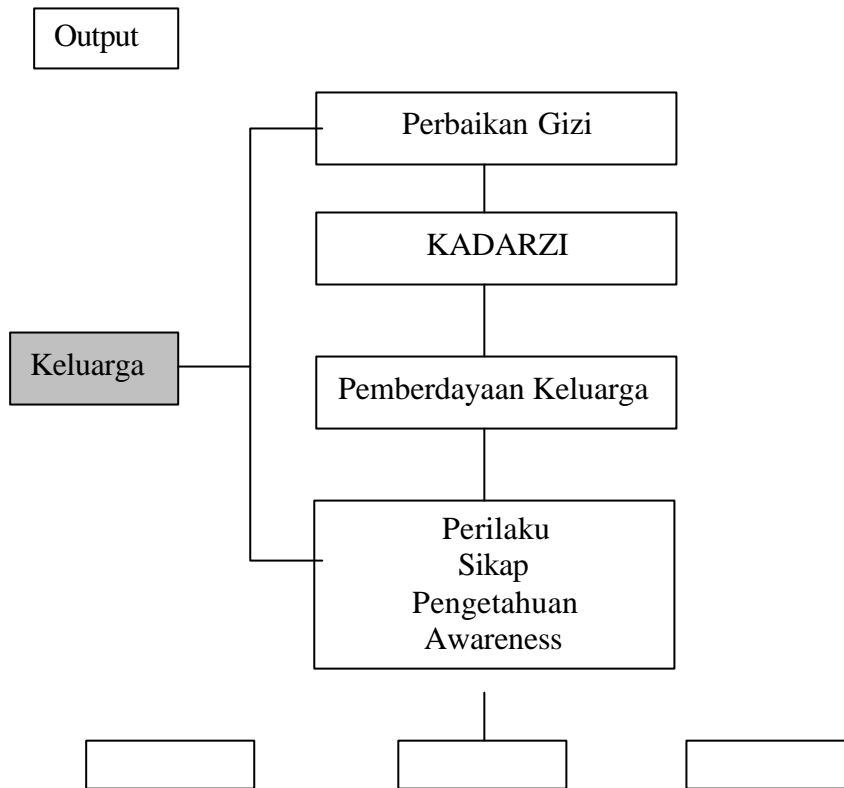 Output
Perbaikan Gizi
KADARZI
Keluarga
Pemberdayaan Keluarga
Perilaku
Sikap
Pengetahuan
Awareness